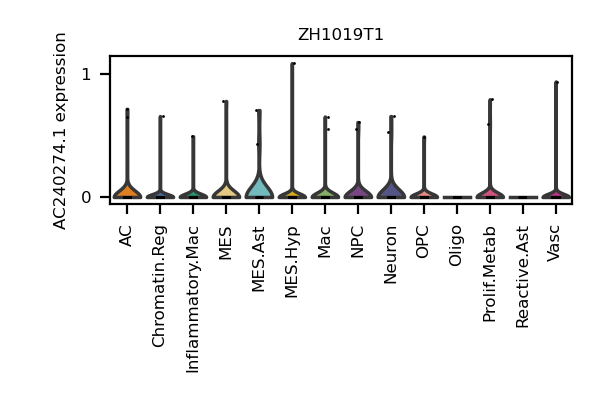 ZH1019T1
AC240274.1 expression
1
0
AC
Chromatin.Reg
Inflammatory.Mac
MES
MES.Ast
MES.Hyp
Mac
NPC
Neuron
OPC
Oligo
Prolif.Metab
Reactive.Ast
Vasc